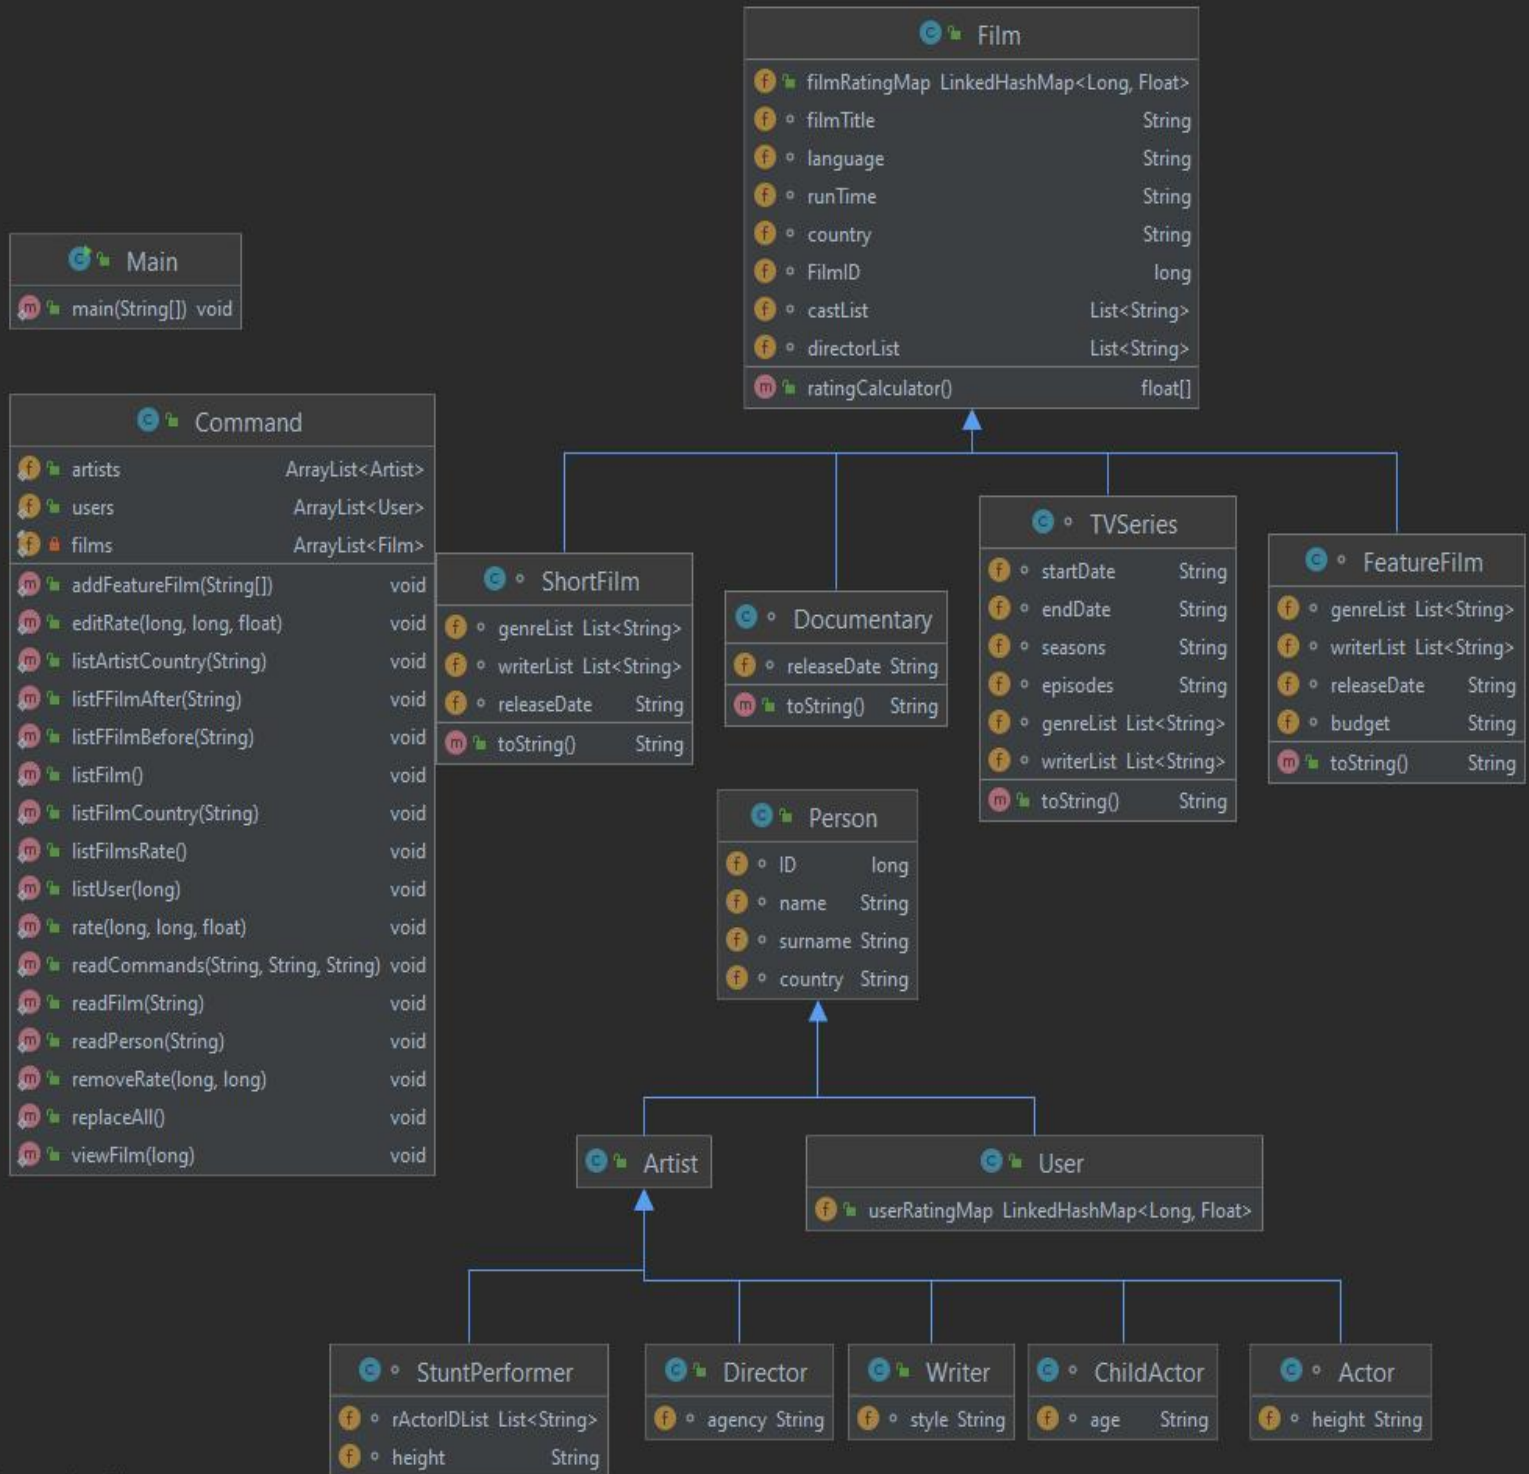 Film
filmRatingMap LinkedHashMap<Long, Float>
filmTitle String
language String
runTime String
country String
FilmID long
castList List<String>
directorList List<String>
ratingCalculator() float[]
Main
main(String[]) void
Command
artists ArrayList<Artist>
users ArrayList<User>
films ArrayList<Film>
addFeatureFilm(String[]) void
editRate(long, long, float) void
listArtistCountry(String) void
listFFilmAfter(String) void
listFFilmBefore(String) void
listFilm() void
listFilmCountry(String) void
listFilmsRate() void
listUser(long) void
rate(long, long, float) void
readCommands(String, String, String) void
readFilm(String) void
readPerson(String) void
removeRate(long, long) void
replaceAll() void
viewFilm(long) void
ShortFilm
genreList List<String>
writerList List<String>
releaseDate String
toString() String
Documentary
releaseDate String
toString() String
TVSeries
startDate String
endDate String
seasons String
episodes String
genreList List<String>
writerList List<String>
toString() String
FeatureFilm
genreList List<String>
writerList List<String>
releaseDate String
budget String
toString() String
Person
ID long
name String
surname String
country String
Artist
User
userRatingMap LinkedHashMap<Long, Float>
StuntPerformer
rActorIDList List<String>
height String
Director
agency String
Writer
style String
ChildActor
age String
Actor
height String